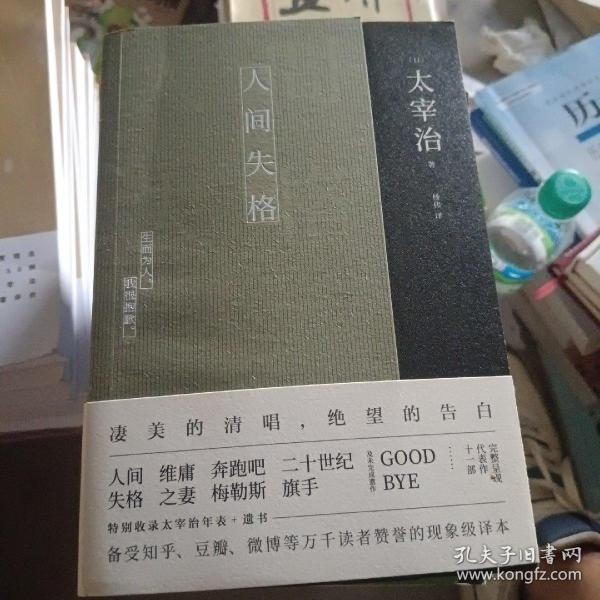 人间失格
[日]
太宰治
著
杨伟 译
生而为人，
我很抱歉。
凄美的清唱，绝望的告白
人间失格
维庸之妻
奔跑吧梅勒斯
二十世纪旗手
及未完成遗作
GOOD BYE
……
完整呈现
代表作
十一部
特别收录太宰治年表+遗书
备受知乎、豆瓣、微博等万千读者赞誉的现象级译本
历
孔夫子旧书网
www.kongfz.com